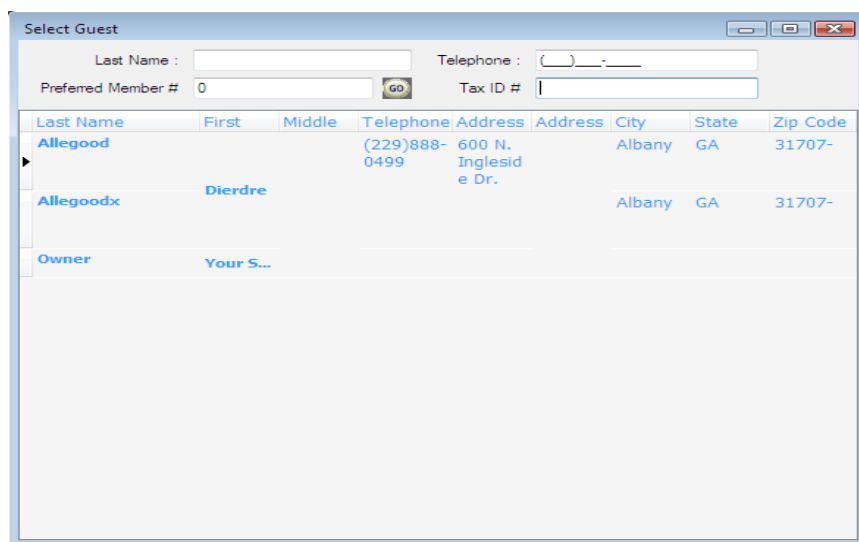 Select Guest
Last Name :
Telephone : (___)___-____
Preferred Member # 0 GO Tax ID #
Last Name First Middle Telephone Address Address City State Zip Code
Allegood (229)888- 600 N. Albany GA 31707-
0499 Inglesid
e Dr.
Dierdre
Allegoodx Albany GA 31707-
Owner Your S...